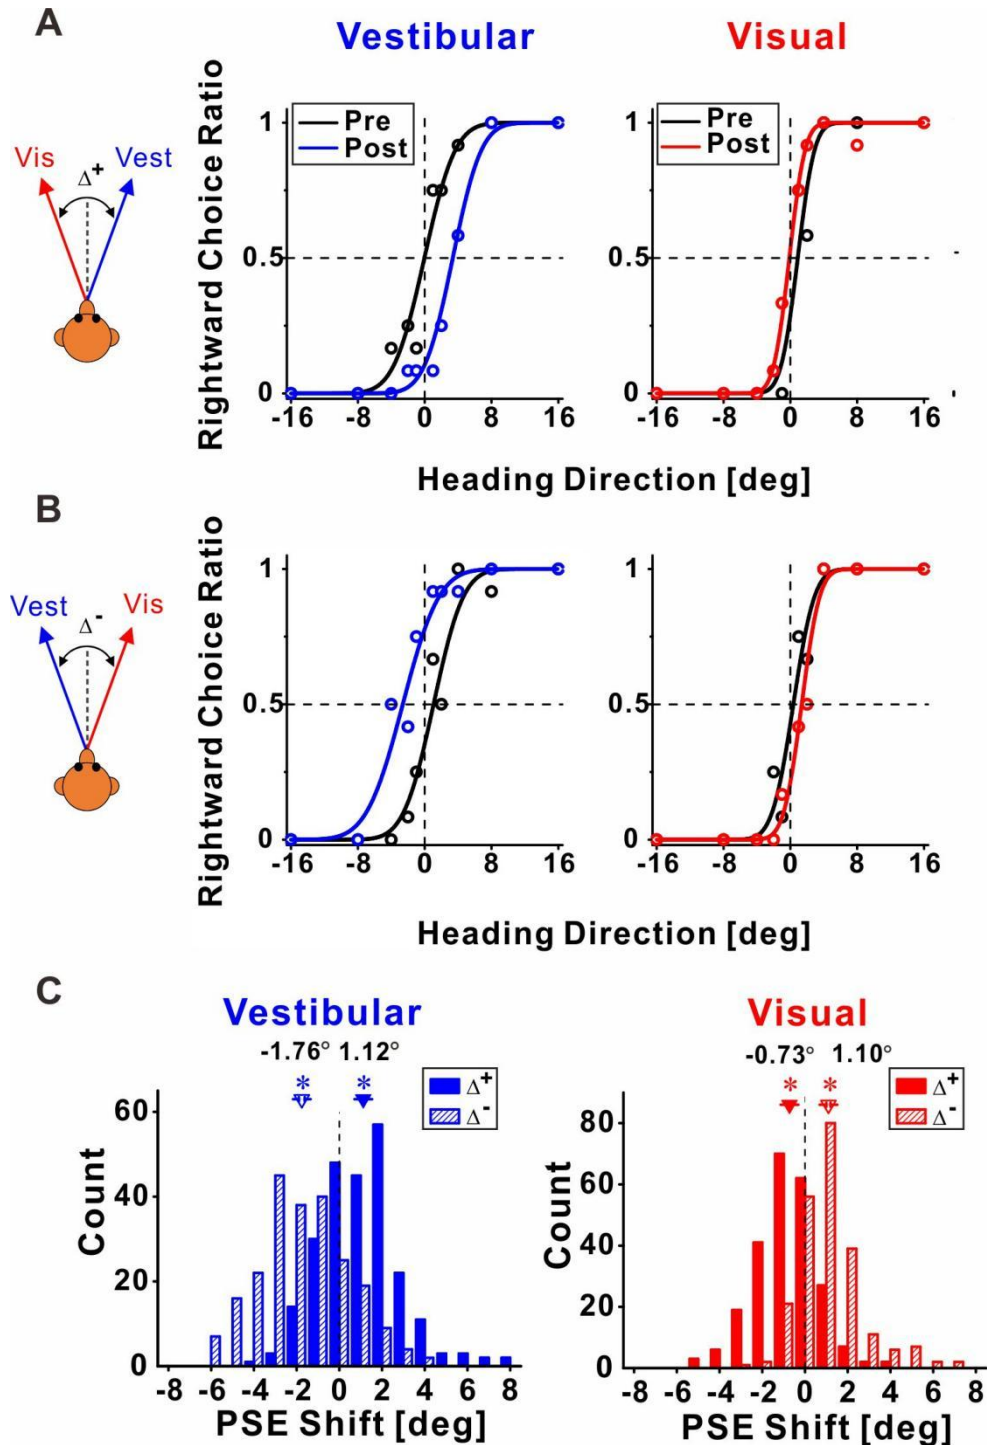 A
Vestibular
Visual
Vis
Δ+
Vest
Rightward Choice Ratio
1
0.5
0
Pre
Post
-16
-8
0
8
16
1
0.5
0
Pre
Post
-16
-8
0
8
16
Heading Direction [deg]
B
Vest
Δ-
Vis
Rightward Choice Ratio
1
0.5
0
-16
-8
0
8
16
1
0.5
0
-16
-8
0
8
16
Heading Direction [deg]
C
Vestibular
-1.76° 1.12°
* *
Δ+
Δ-
Count
60
40
20
0
-8 -6 -4 -2 0 2 4 6 8
PSE Shift [deg]
Visual
-0.73° 1.10°
* *
Δ+
Δ-
Count
80
60
40
20
0
-8 -6 -4 -2 0 2 4 6 8
PSE Shift [deg]